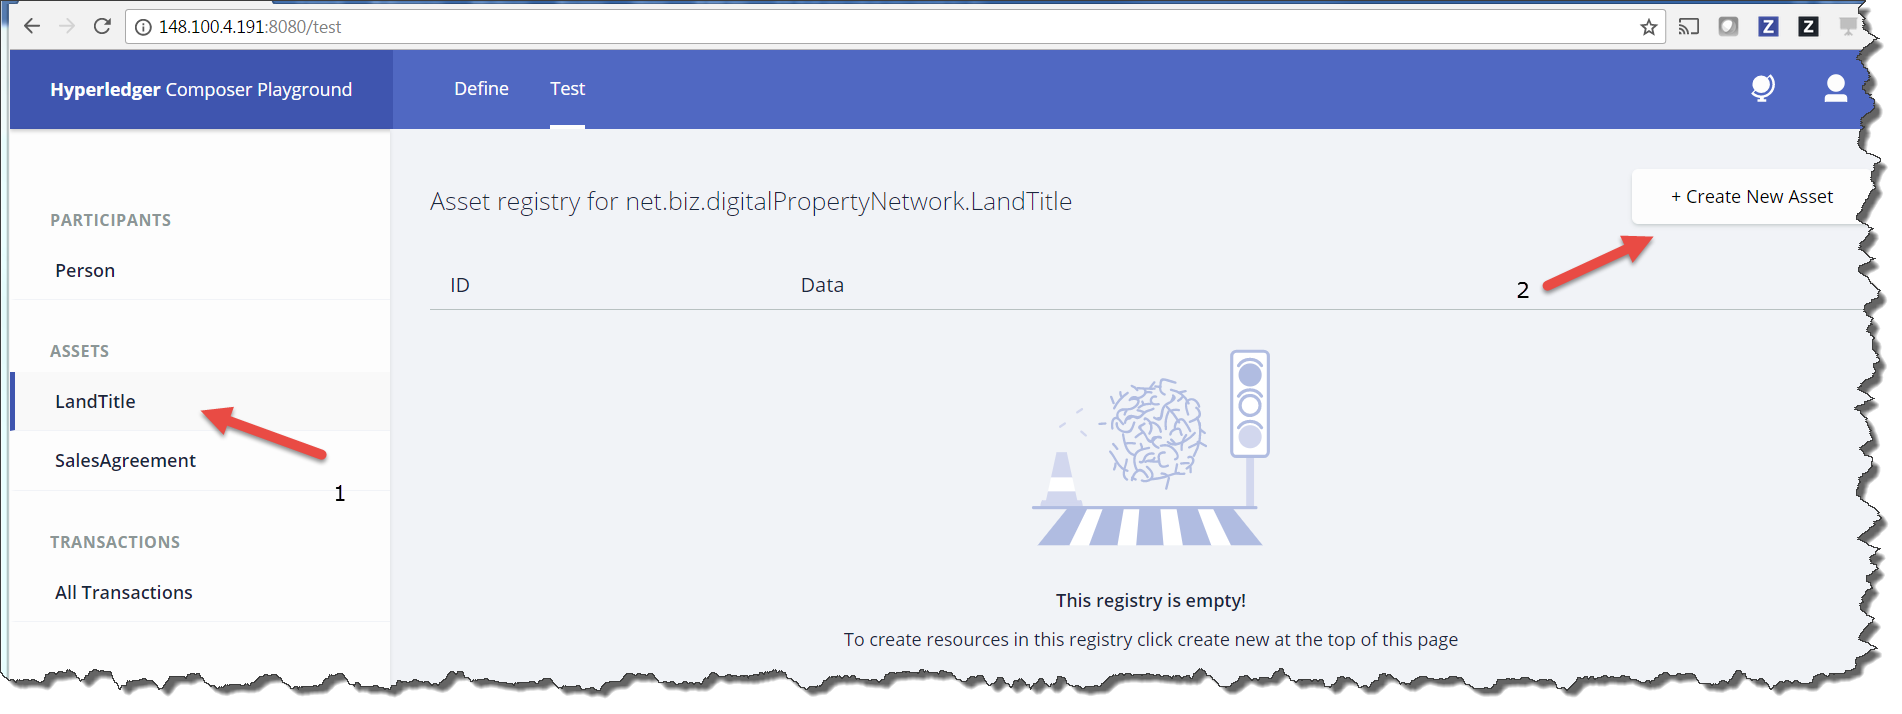 148.100.4.191:8080/test
Z
Z
Hyperledger Composer Playground
Define
Test
PARTICIPANTS
Person
ASSETS
LandTitle
SalesAgreement
TRANSACTIONS
All Transactions
Asset registry for net.biz.digitalPropertyNetwork.LandTitle
+ Create New Asset
ID
Data
2
1
This registry is empty!
To create resources in this registry click create new at the top of this page